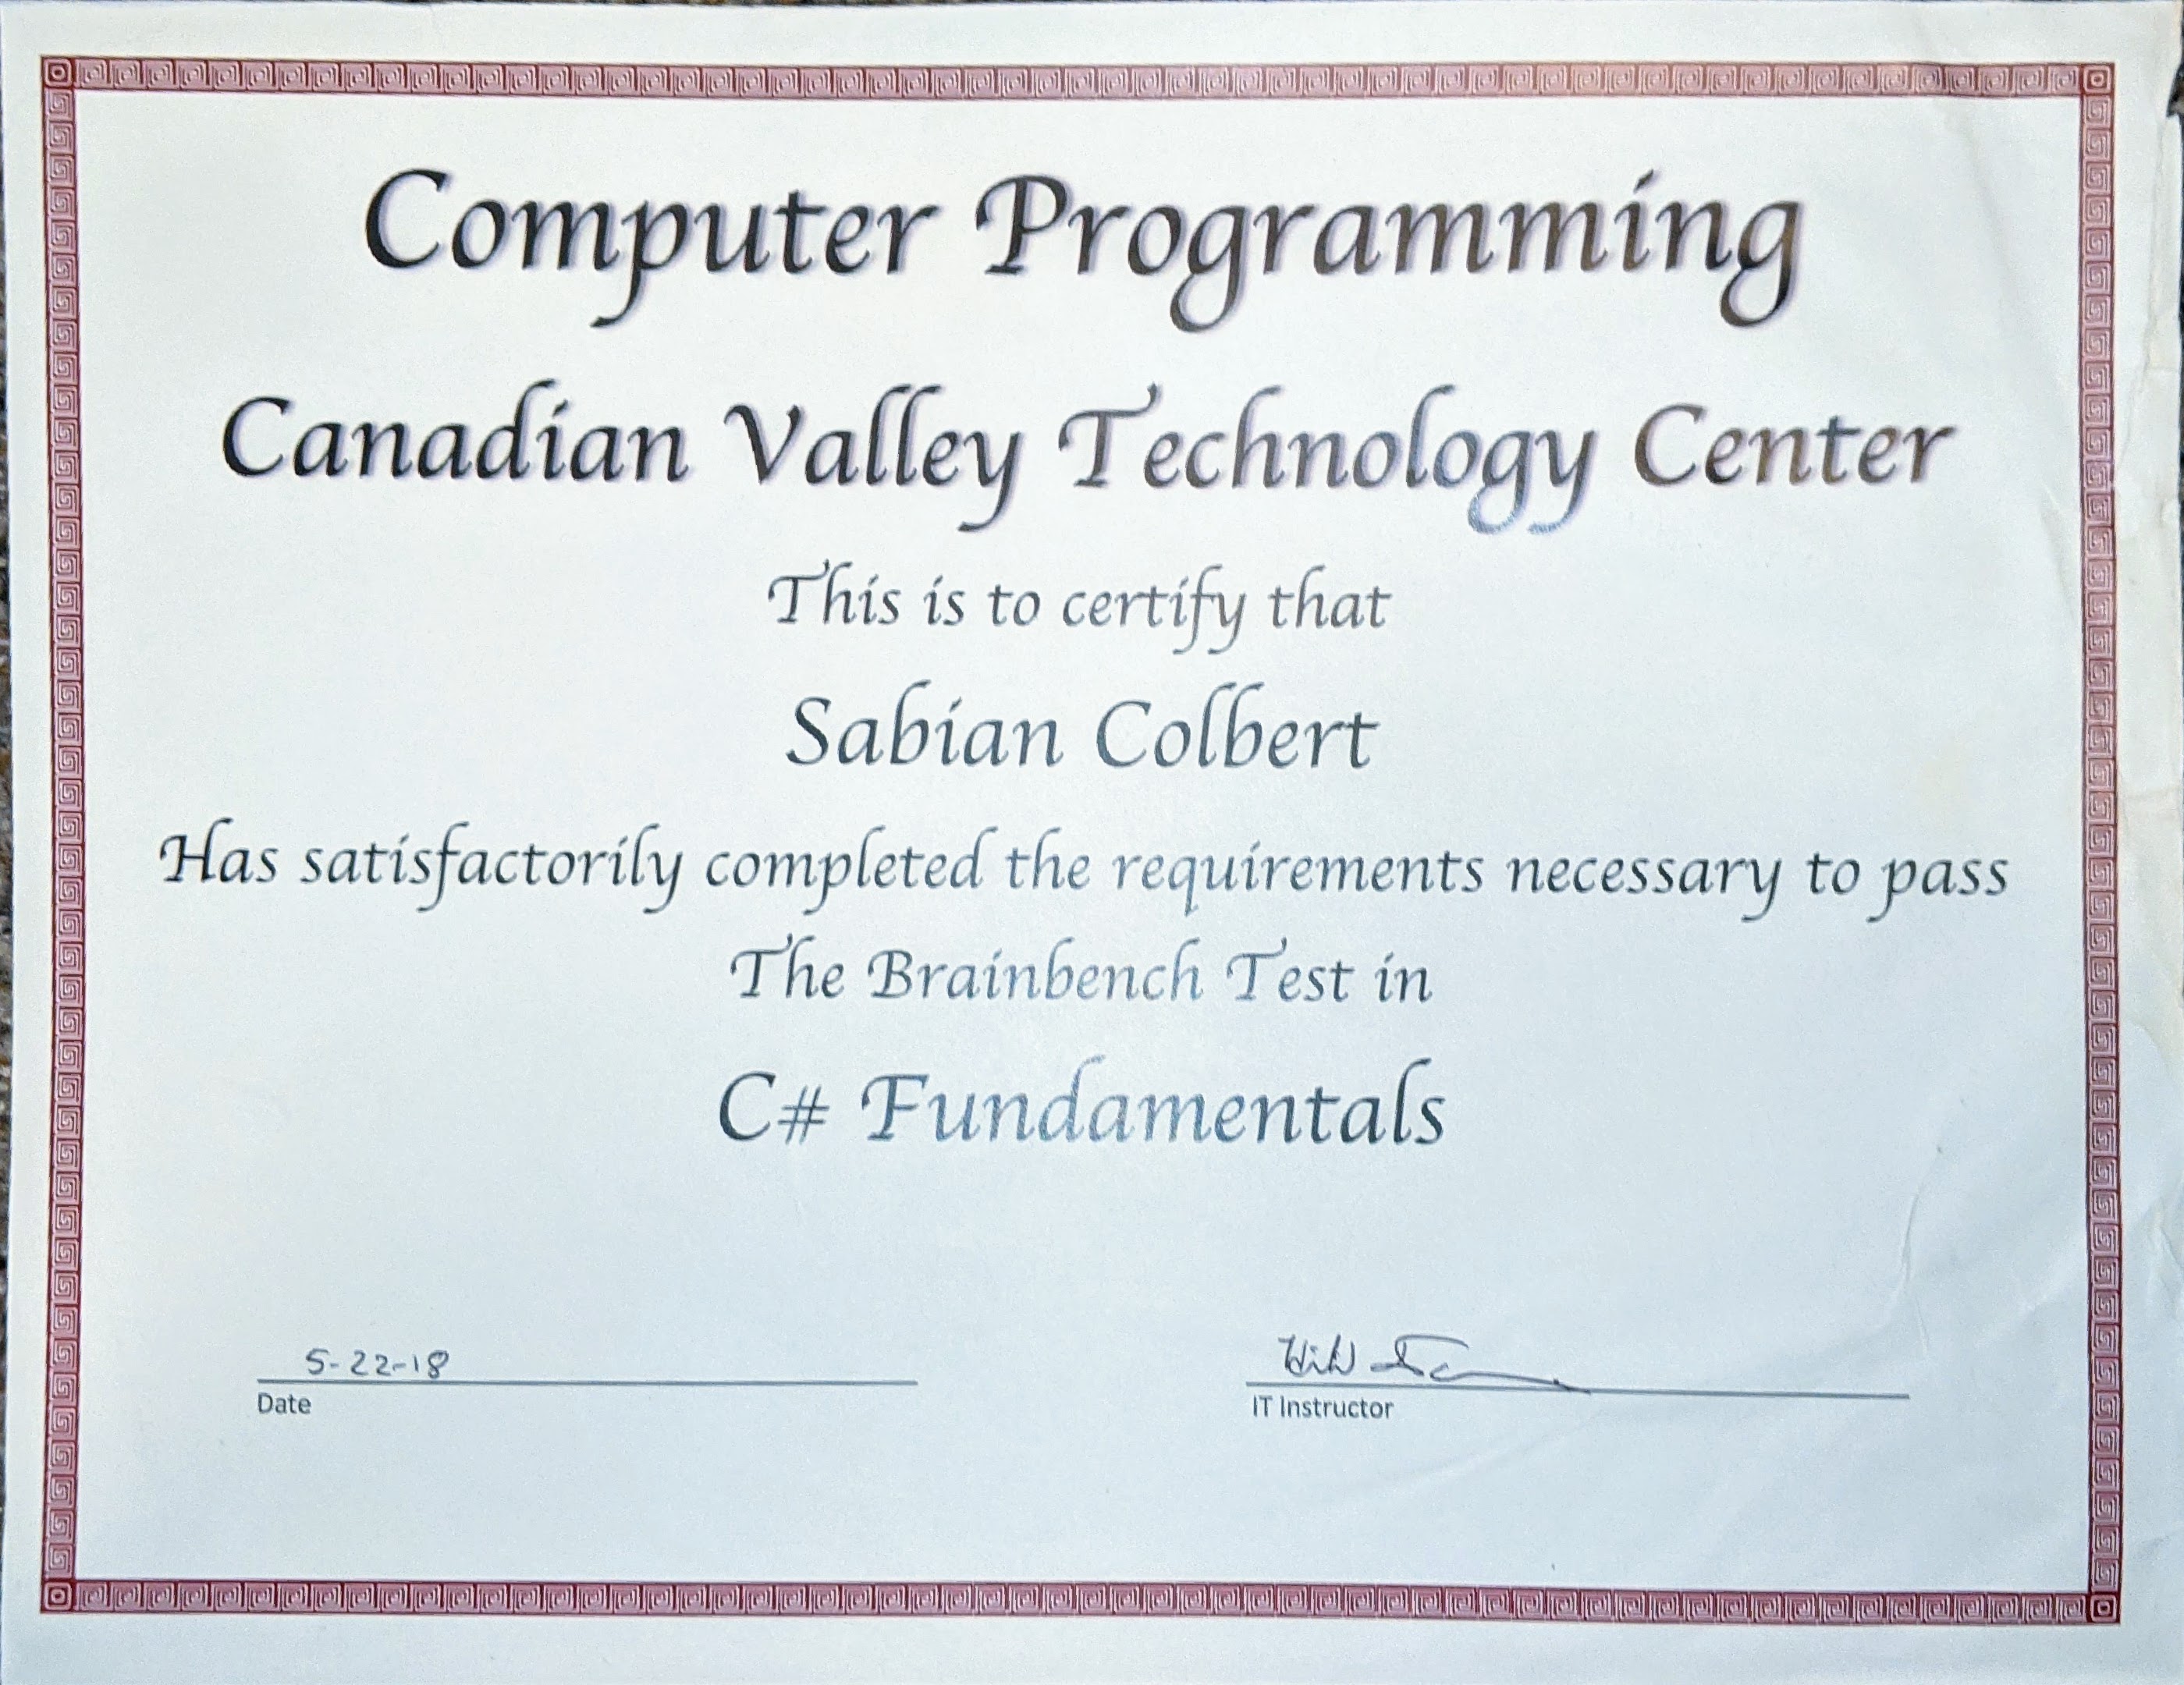 Computer Programming
Canadian Valley Technology Center
This is to certify that
Sabian Colbert
Has satisfactorily completed the requirements necessary to pass
The Brainbench Test in
C# Fundamentals
5-22-18
Date
IT Instructor